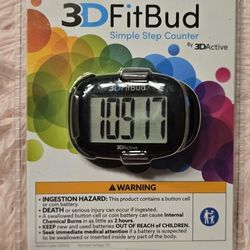 3DFitBud
Simple Step Counter
By 3DActive
3DFitBud
10917
3DActive
WARNING
• INGESTION HAZARD: This product contains a button cell or coin battery.
• DEATH or serious injury can occur if ingested.
• A swallowed button cell or coin battery can cause Internal
Chemical Burns in as little as 2 hours.
• KEEP new and used batteries OUT OF REACH of CHILDREN.
• Seek immediate medical attention if a battery is suspected
to be swallowed or inserted inside any part of the body.